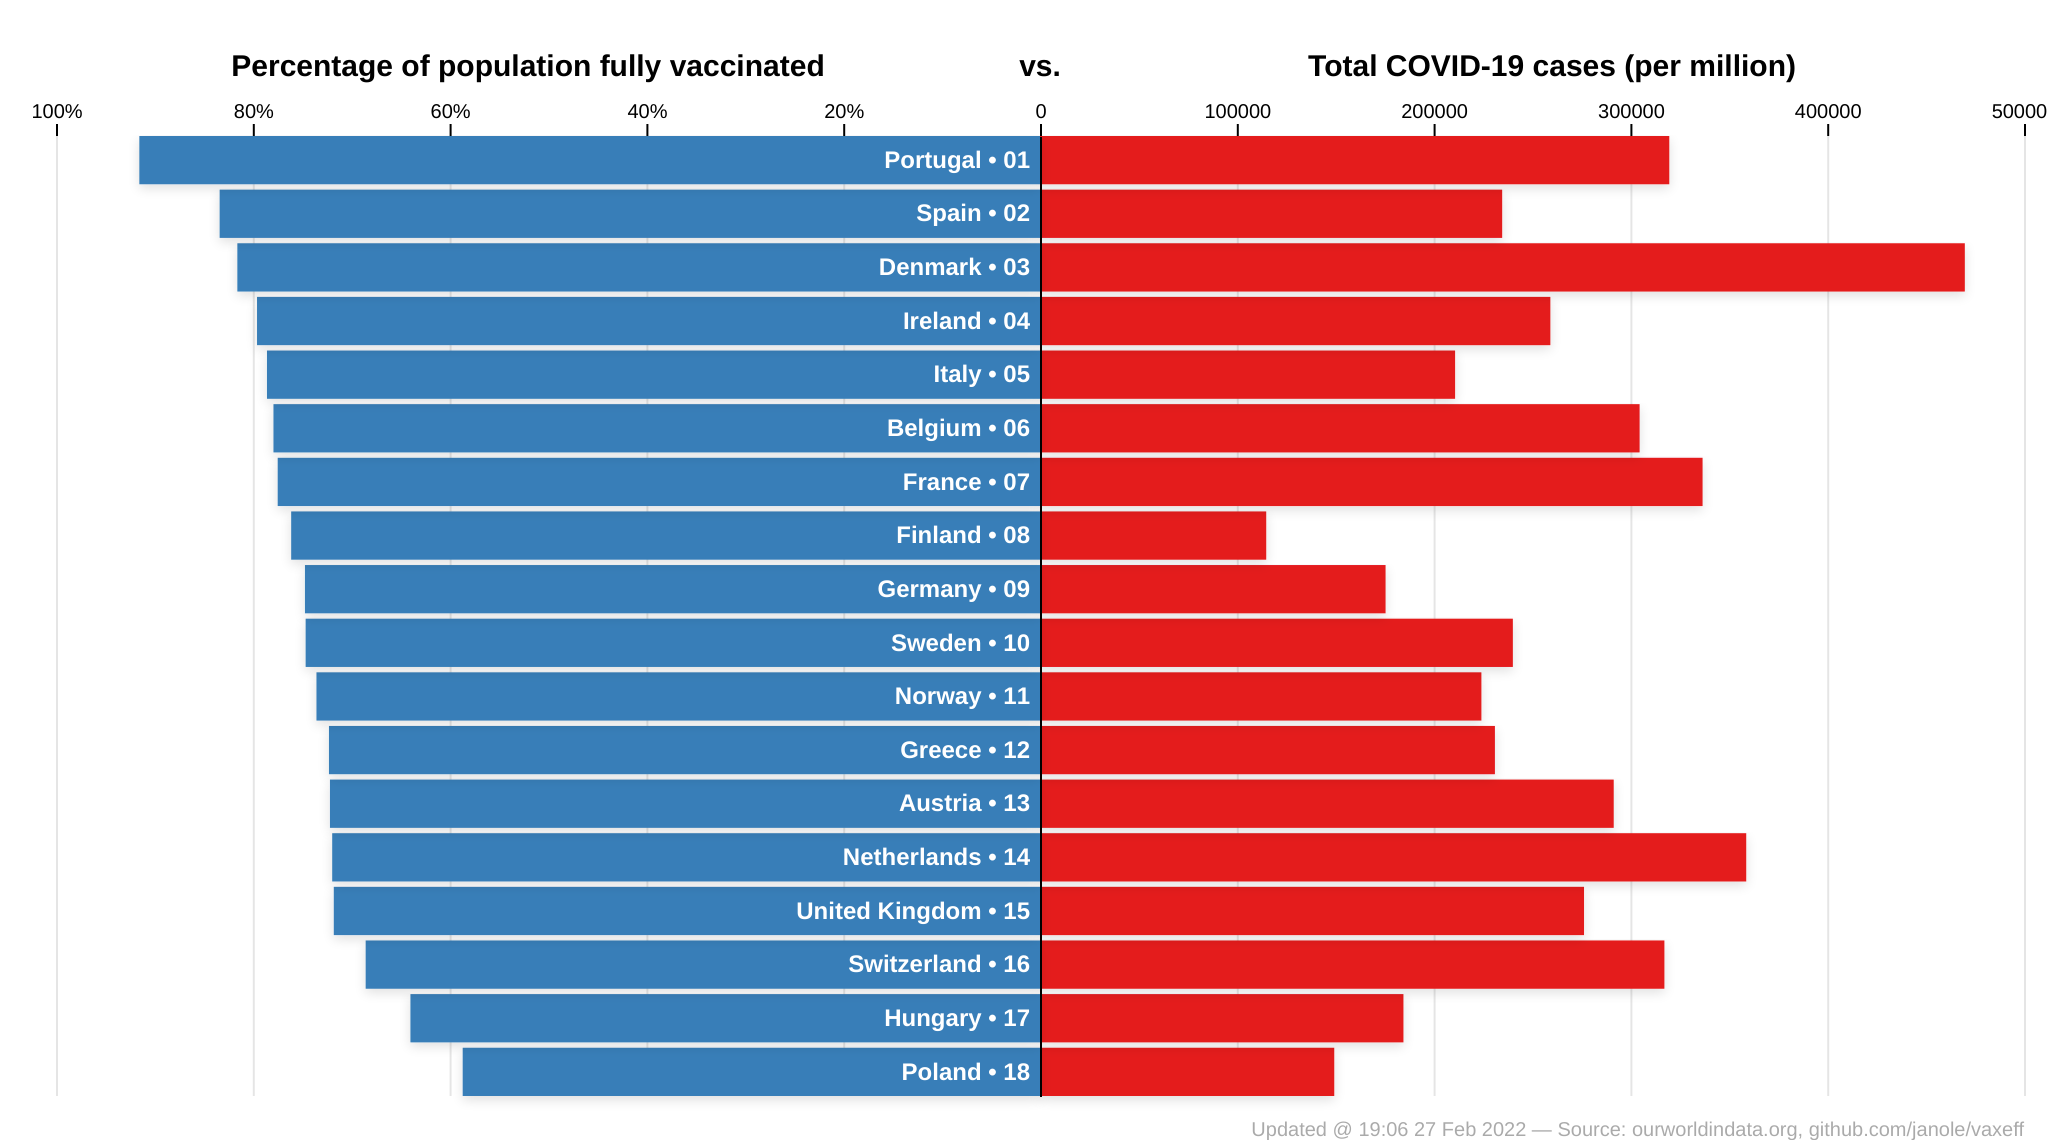 Percentage of population fully vaccinated vs. Total COVID-19 cases (per million)
100% 80% 60% 40% 20% 0 100000 200000 300000 400000 50000
Portugal • 01
Spain • 02
Denmark • 03
Ireland • 04
Italy • 05
Belgium • 06
France • 07
Finland • 08
Germany • 09
Sweden • 10
Norway • 11
Greece • 12
Austria • 13
Netherlands • 14
United Kingdom • 15
Switzerland • 16
Hungary • 17
Poland • 18
Updated @ 19:06 27 Feb 2022 — Source: ourworldindata.org, github.com/janole/vaxeff